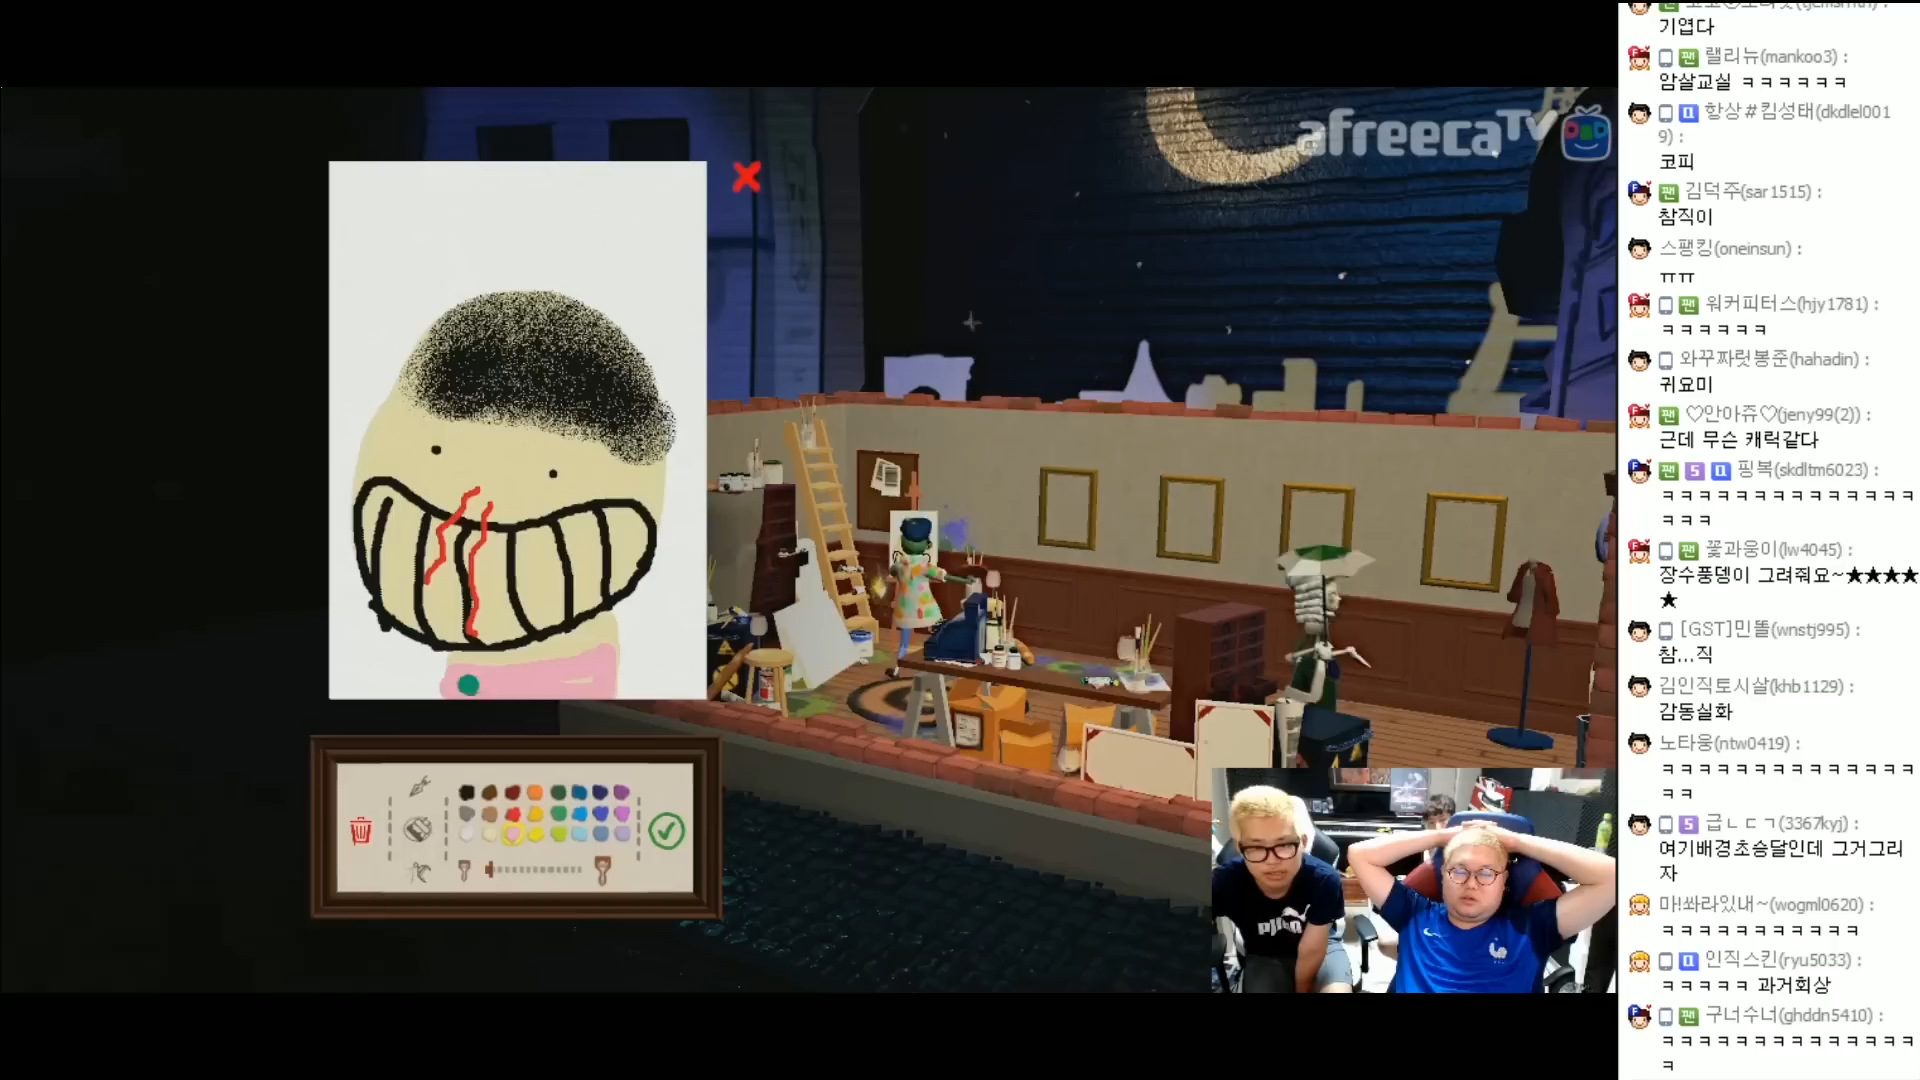 afreecaTV
기엽다
랠리뉴(mankoo3) :
암살교실 ㅋㅋㅋㅋㅋㅋ
항상#킴성태(dkdlel001
9) :
코피
김덕주(sar1515) :
참직이
스팽킹(oneinsun) :
ㅠㅠ
워커피터스(hjy1781) :
ㅋㅋㅋㅋㅋㅋ
와꾸짜럿봉준(hahadin) :
귀요미
♡안아쥬♡(jeny99(2)) :
근데 무슨 캐릭같다
핑복(skdltm6023) :
ㅋㅋㅋㅋㅋㅋㅋㅋㅋㅋㅋㅋㅋㅋ
ㅋㅋㅋ
꽃과웅이(lw4045) :
장수풍뎅이 그려줘요~★★★★
★
[GST]민똘(wnstj995) :
참...직
김인직토시살(khb1129) :
감동실화
노타웅(ntw0419) :
ㅋㅋㅋㅋㅋㅋㅋㅋㅋㅋㅋㅋㅋㅋ
ㅋㅋ
급ㄴㄷㄱ(3367kyj) :
여기배경초승달인데 그거그리
자
마!쏴라있내~(wogml0620) :
ㅋㅋㅋㅋㅋㅋㅋㅋㅋㅋㅋ
인직스킨(ryu5033) :
ㅋㅋㅋㅋㅋ 과거회상
구너수너(ghddn5410) :
ㅋㅋㅋㅋㅋㅋㅋㅋㅋㅋㅋㅋㅋㅋ
ㅋ